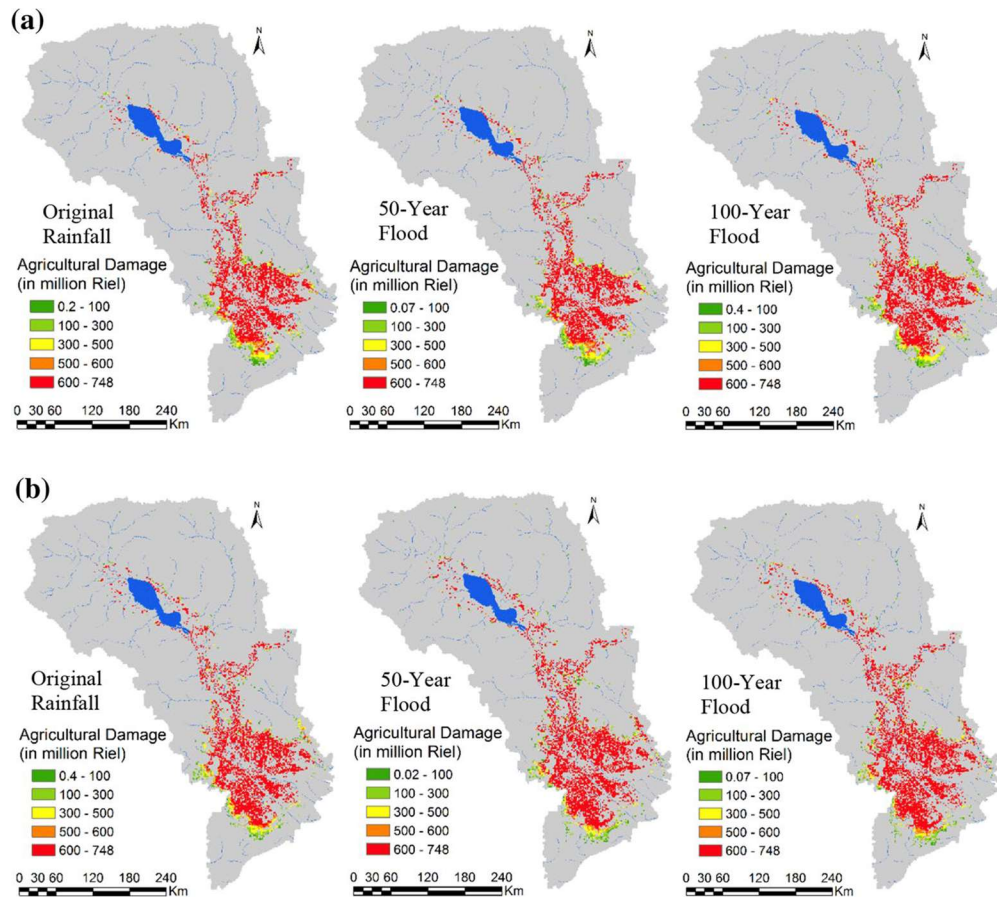 (a)
N
Original
Rainfall
Agricultural Damage
(in million Riel)
0.2 - 100
100 - 300
300 - 500
500 - 600
600 - 748
0 30 60 120 180 240
Km
N
50-Year
Flood
Agricultural Damage
(in million Riel)
0.07 - 100
100 - 300
300 - 500
500 - 600
600 - 748
0 30 60 120 180 240
Km
N
100-Year
Flood
Agricultural Damage
(in million Riel)
0.4 - 100
100 - 300
300 - 500
500 - 600
600 - 748
0 30 60 120 180 240
Km
(b)
N
Original
Rainfall
Agricultural Damage
(in million Riel)
0.4 - 100
100 - 300
300 - 500
500 - 600
600 - 748
0 30 60 120 180 240
Km
N
50-Year
Flood
Agricultural Damage
(in million Riel)
0.02 - 100
100 - 300
300 - 500
500 - 600
600 - 748
0 30 60 120 180 240
Km
N
100-Year
Flood
Agricultural Damage
(in million Riel)
0.07 - 100
100 - 300
300 - 500
500 - 600
600 - 748
0 30 60 120 180 240
Km